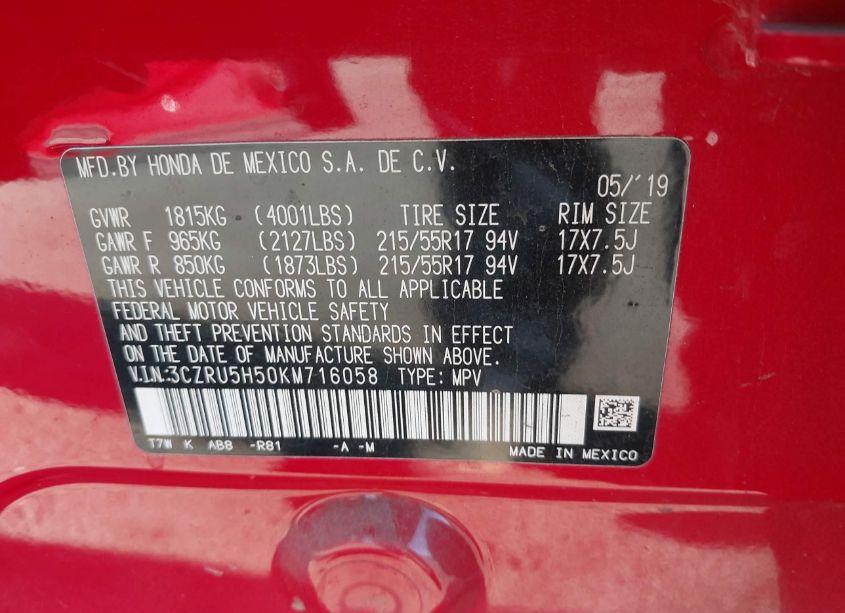 MFD.BY HONDA DE MEXICO S.A. DE C.V.
05/'19
GVWR 1815KG (4001LBS) TIRE SIZE RIM SIZE
GAWR F 965KG (2127LBS) 215/55R17 94V 17X7.5J
GAWR R 850KG (1873LBS) 215/55R17 94V 17X7.5J
THIS VEHICLE CONFORMS TO ALL APPLICABLE
FEDERAL MOTOR VEHICLE SAFETY
AND THEFT PREVENTION STANDARDS IN EFFECT
ON THE DATE OF MANUFACTURE SHOWN ABOVE.
V.I.N:3CZRU5H50KM716058 TYPE: MPV
T7W K AB8 -R81 -A -M
MADE IN MEXICO